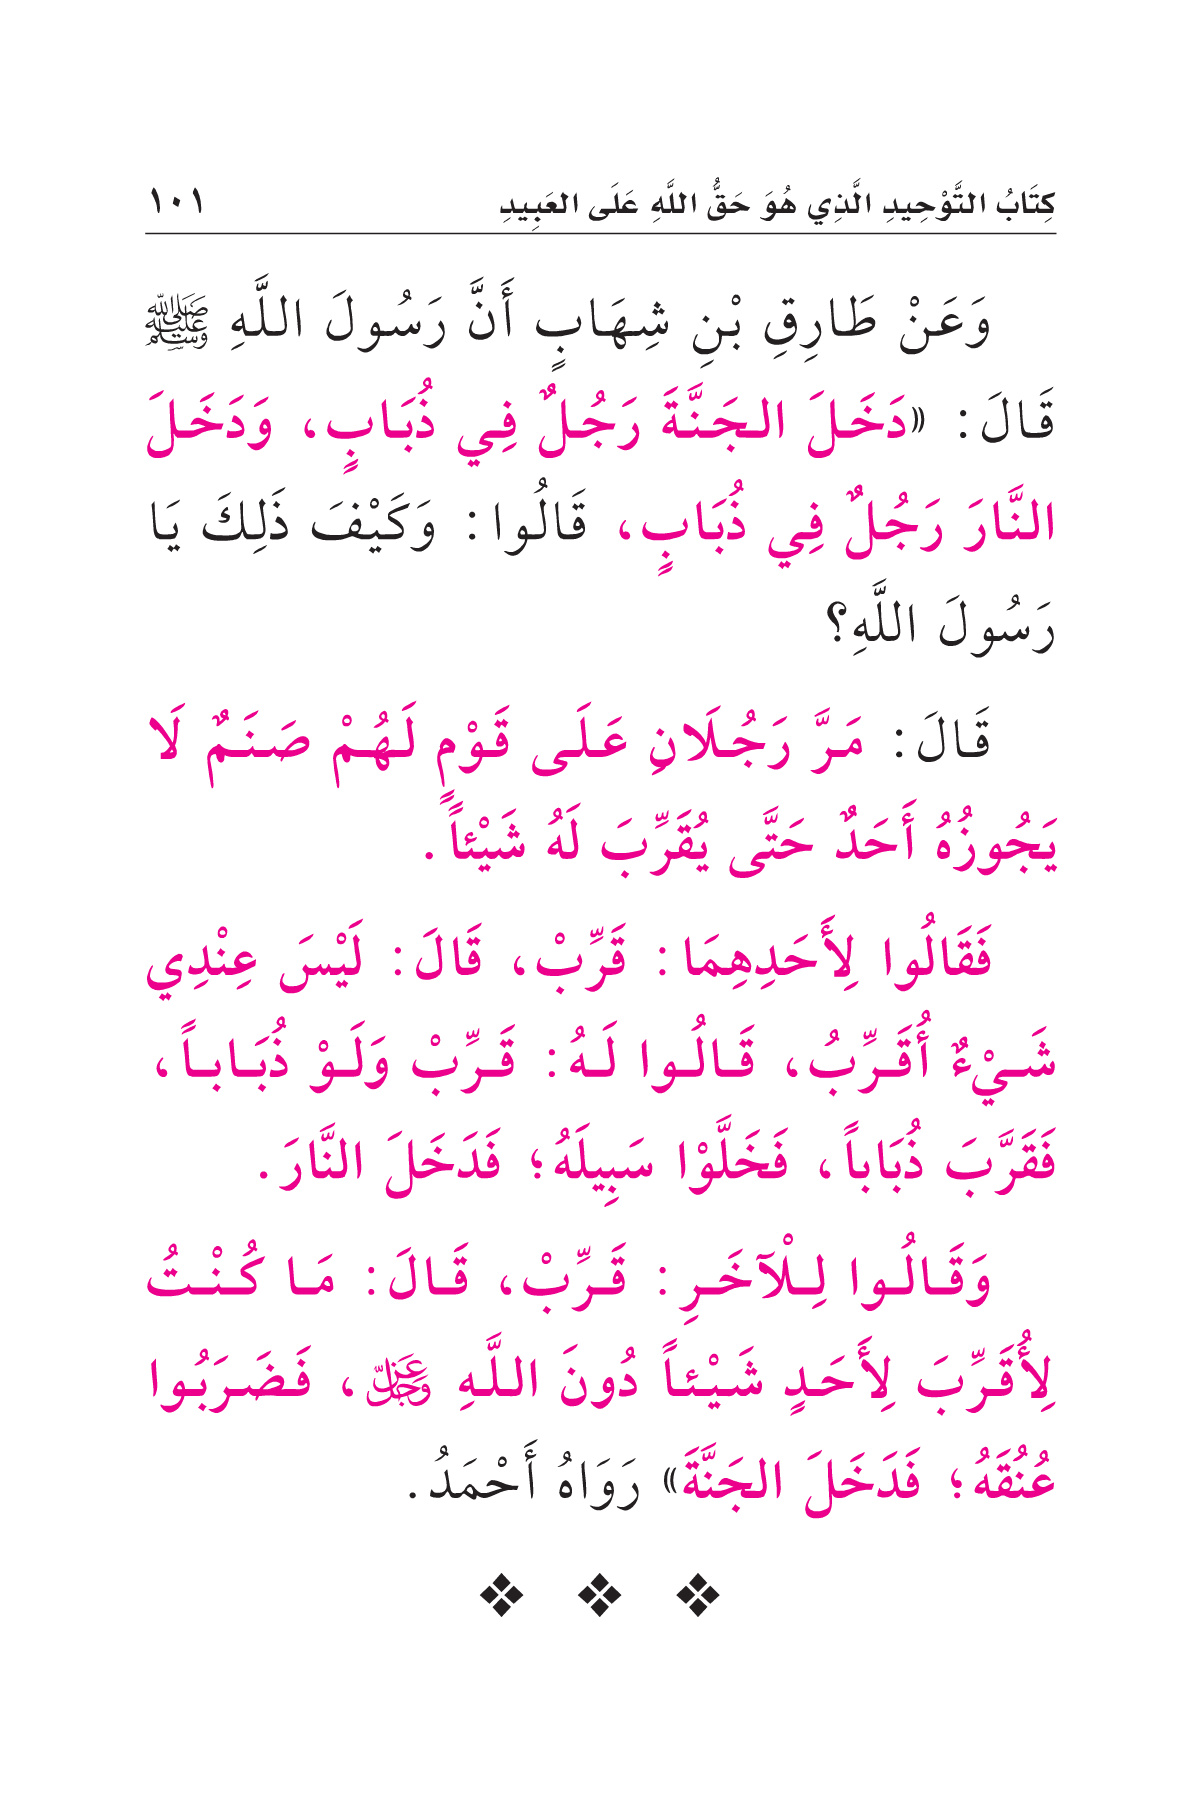 كِتَابُ التَّوْحِيدِ الَّذِي هُوَ حَقُّ اللَّهِ عَلَى العَبِيدِ ١٠١
وَعَنْ طَارِقِ بْنِ شِهَابٍ أَنَّ رَسُولَ اللَّهِ ﷺ
قَالَ: «دَخَلَ الجَنَّةَ رَجُلٌ فِي ذُبَابٍ، وَدَخَلَ
النَّارَ رَجُلٌ فِي ذُبَابٍ، قَالُوا: وَكَيْفَ ذَلِكَ يَا
رَسُولَ اللَّهِ؟
قَالَ: مَرَّ رَجُلَانِ عَلَى قَوْمٍ لَهُمْ صَنَمٌ لَا
يَجُوزُهُ أَحَدٌ حَتَّى يُقَرِّبَ لَهُ شَيْئاً.
فَقَالُوا لِأَحَدِهِمَا: قَرِّبْ، قَالَ: لَيْسَ عِنْدِي
شَيْءٌ أُقَرِّبُ، قَالُوا لَهُ: قَرِّبْ وَلَوْ ذُبَاباً،
فَقَرَّبَ ذُبَاباً، فَخَلَّوْا سَبِيلَهُ؛ فَدَخَلَ النَّارَ.
وَقَالُوا لِلْآخَرِ: قَرِّبْ، قَالَ: مَا كُنْتُ
لِأُقَرِّبَ لِأَحَدٍ شَيْئاً دُونَ اللَّهِ عَزَّ وَجَلَّ، فَضَرَبُوا
عُنُقَهُ؛ فَدَخَلَ الجَنَّةَ» رَوَاهُ أَحْمَدُ.